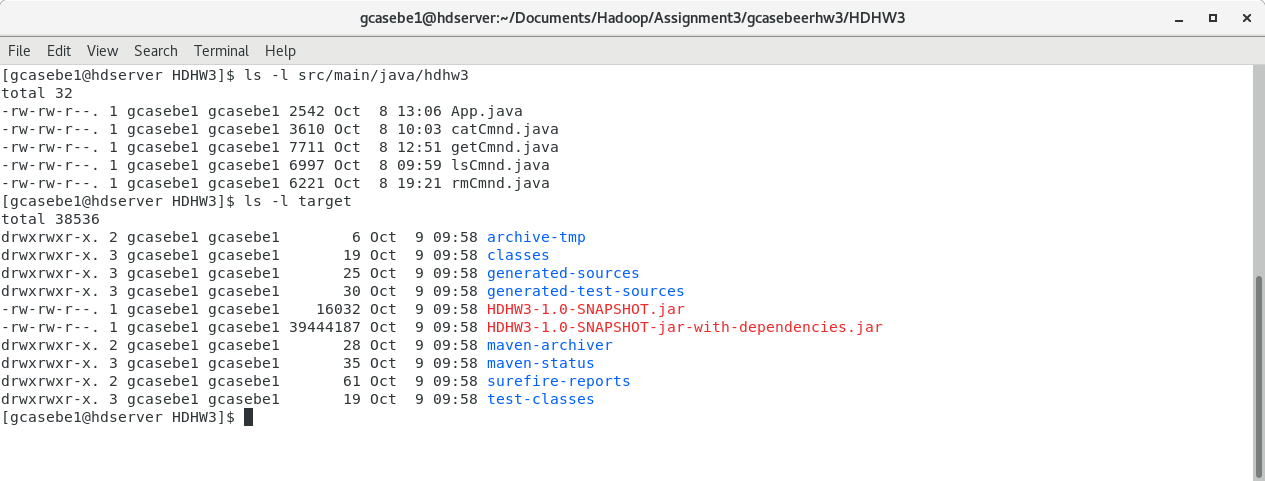 gcasebe1@hdserver:~/Documents/Hadoop/Assignment3/gcasebeerhw3/HDHW3
File Edit View Search Terminal Help
[gcasebe1@hdserver HDHW3]$ ls -l src/main/java/hdhw3
total 32
-rw-rw-r--. 1 gcasebe1 gcasebe1 2542 Oct  8 13:06 App.java
-rw-rw-r--. 1 gcasebe1 gcasebe1 3610 Oct  8 10:03 catCmnd.java
-rw-rw-r--. 1 gcasebe1 gcasebe1 7711 Oct  8 12:51 getCmnd.java
-rw-rw-r--. 1 gcasebe1 gcasebe1 6997 Oct  8 09:59 lsCmnd.java
-rw-rw-r--. 1 gcasebe1 gcasebe1 6221 Oct  8 19:21 rmCmnd.java
[gcasebe1@hdserver HDHW3]$ ls -l target
total 38536
drwxrwxr-x. 2 gcasebe1 gcasebe1        6 Oct  9 09:58 archive-tmp
drwxrwxr-x. 3 gcasebe1 gcasebe1       19 Oct  9 09:58 classes
drwxrwxr-x. 3 gcasebe1 gcasebe1       25 Oct  9 09:58 generated-sources
drwxrwxr-x. 3 gcasebe1 gcasebe1       30 Oct  9 09:58 generated-test-sources
-rw-rw-r--. 1 gcasebe1 gcasebe1    16032 Oct  9 09:58 HDHW3-1.0-SNAPSHOT.jar
-rw-rw-r--. 1 gcasebe1 gcasebe1 39444187 Oct  9 09:58 HDHW3-1.0-SNAPSHOT-jar-with-dependencies.jar
drwxrwxr-x. 2 gcasebe1 gcasebe1       28 Oct  9 09:58 maven-archiver
drwxrwxr-x. 3 gcasebe1 gcasebe1       35 Oct  9 09:58 maven-status
drwxrwxr-x. 2 gcasebe1 gcasebe1       61 Oct  9 09:58 surefire-reports
drwxrwxr-x. 3 gcasebe1 gcasebe1       19 Oct  9 09:58 test-classes
[gcasebe1@hdserver HDHW3]$